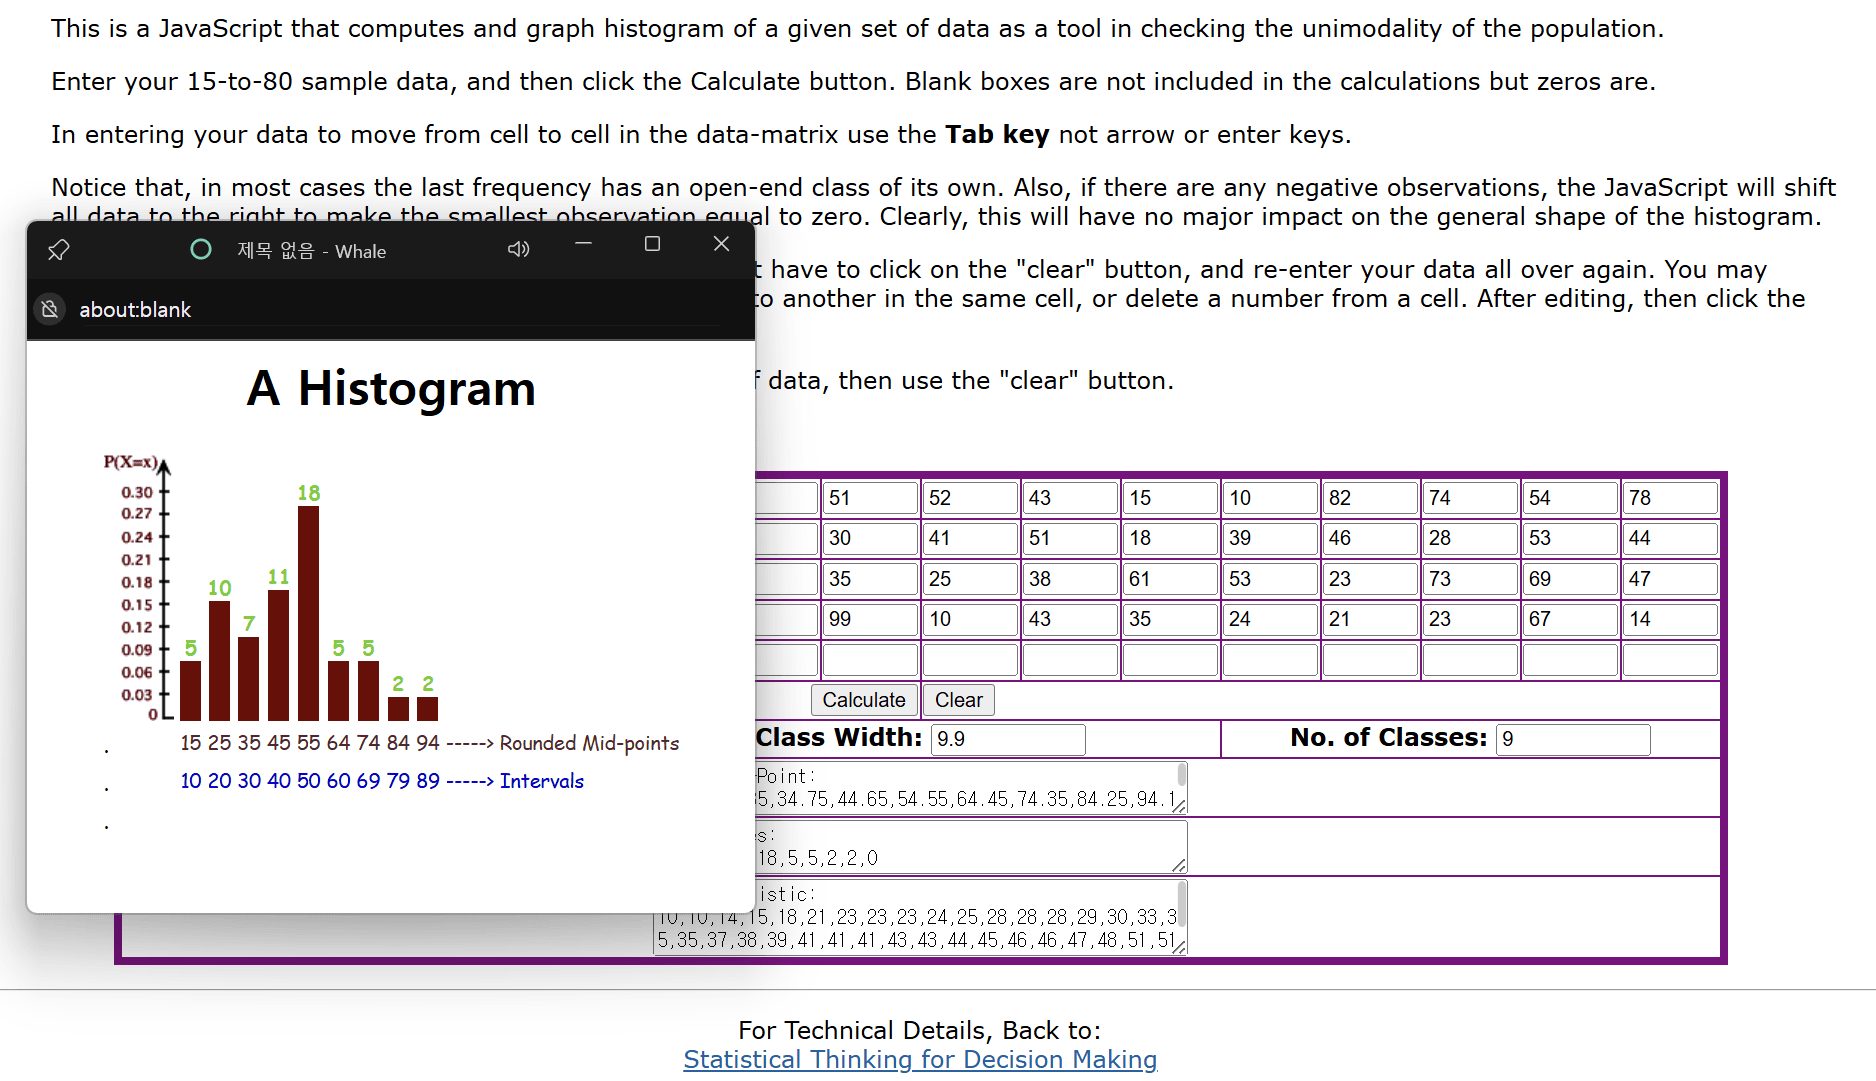 This is a JavaScript that computes and graph histogram of a given set of data as a tool in checking the unimodality of the population.
Enter your 15-to-80 sample data, and then click the Calculate button. Blank boxes are not included in the calculations but zeros are.
In entering your data to move from cell to cell in the data-matrix use the Tab key not arrow or enter keys.
Notice that, in most cases the last frequency has an open-end class of its own. Also, if there are any negative observations, the JavaScript will shift
all data to the right to make the smallest observation equal to zero. Clearly, this will have no major impact on the general shape of the histogram.
제목 없음 - Whale
about:blank
have to click on the "clear" button, and re-enter your data all over again. You may
to another in the same cell, or delete a number from a cell. After editing, then click the
data, then use the "clear" button.
A Histogram
P(X=x)
0.30
0.27
0.24
0.21
0.18
0.15
0.12
0.09
0.06
0.03
0
5 10 7 11 18 5 5 2 2
15 25 35 45 55 64 74 84 94 -----> Rounded Mid-points
10 20 30 40 50 60 69 79 89 -----> Intervals
51 52 43 15 10 82 74 54 78
30 41 51 18 39 46 28 53 44
35 25 38 61 53 23 73 69 47
99 10 43 35 24 21 23 67 14
Calculate Clear
Class Width: 9.9 No. of Classes: 9
Point:
5,34.75,44.65,54.55,64.45,74.35,84.25,94.1
s:
18,5,5,2,2,0
istic:
10,10,14,15,18,21,23,23,23,24,25,28,28,28,29,30,33,3
5,35,37,38,39,41,41,41,43,43,44,45,46,46,47,48,51,51
For Technical Details, Back to:
Statistical Thinking for Decision Making